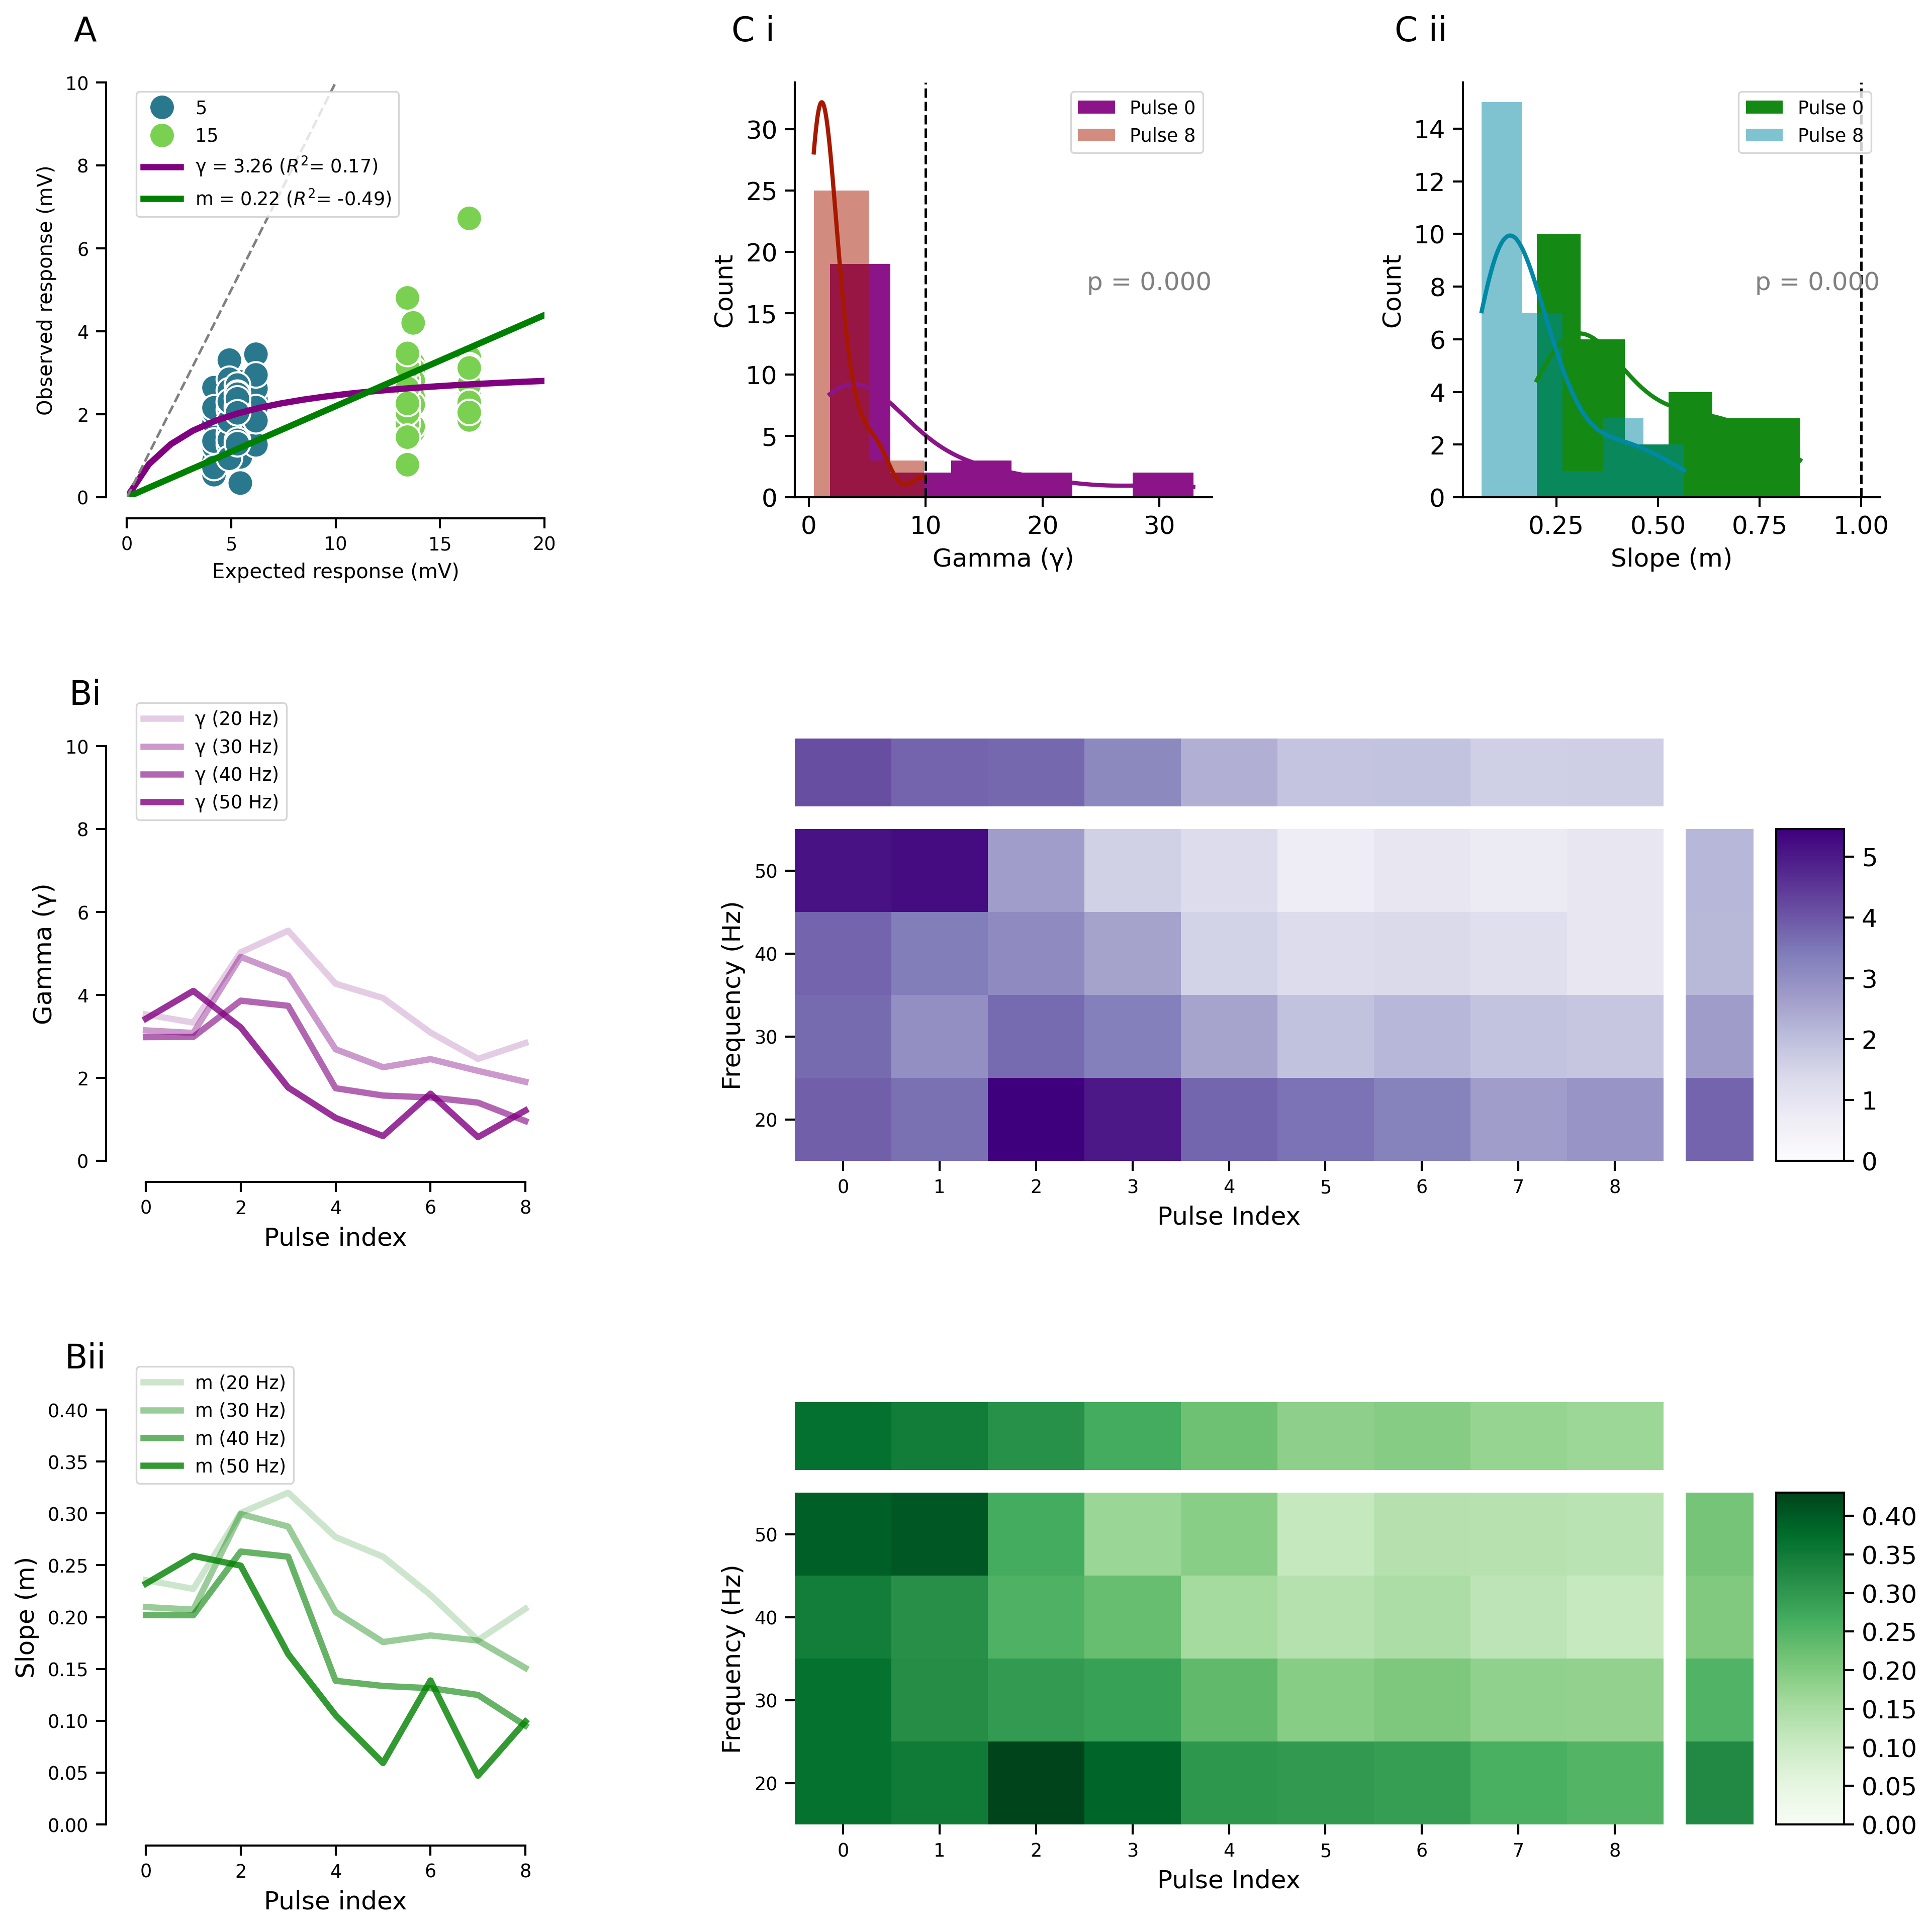 A
10
8
6
4
2
0
Observed response (mV)
5
15
γ = 3.26 (R²= 0.17)
m = 0.22 (R²= -0.49)
0 5 10 15 20
Expected response (mV)
C i
30
25
20
15
10
5
0
Count
Pulse 0
Pulse 8
p = 0.000
0 10 20 30
Gamma (γ)
C ii
14
12
10
8
6
4
2
0
Count
Pulse 0
Pulse 8
p = 0.000
0.25 0.50 0.75 1.00
Slope (m)
Bi
γ (20 Hz)
γ (30 Hz)
γ (40 Hz)
γ (50 Hz)
10
8
6
4
2
0
Gamma (γ)
0 2 4 6 8
Pulse index
50
40
30
20
Frequency (Hz)
0 1 2 3 4 5 6 7 8
Pulse Index
5
4
3
2
1
0
Bii
m (20 Hz)
m (30 Hz)
m (40 Hz)
m (50 Hz)
0.40
0.35
0.30
0.25
0.20
0.15
0.10
0.05
0.00
Slope (m)
0 2 4 6 8
Pulse index
50
40
30
20
Frequency (Hz)
0 1 2 3 4 5 6 7 8
Pulse Index
0.40
0.35
0.30
0.25
0.20
0.15
0.10
0.05
0.00